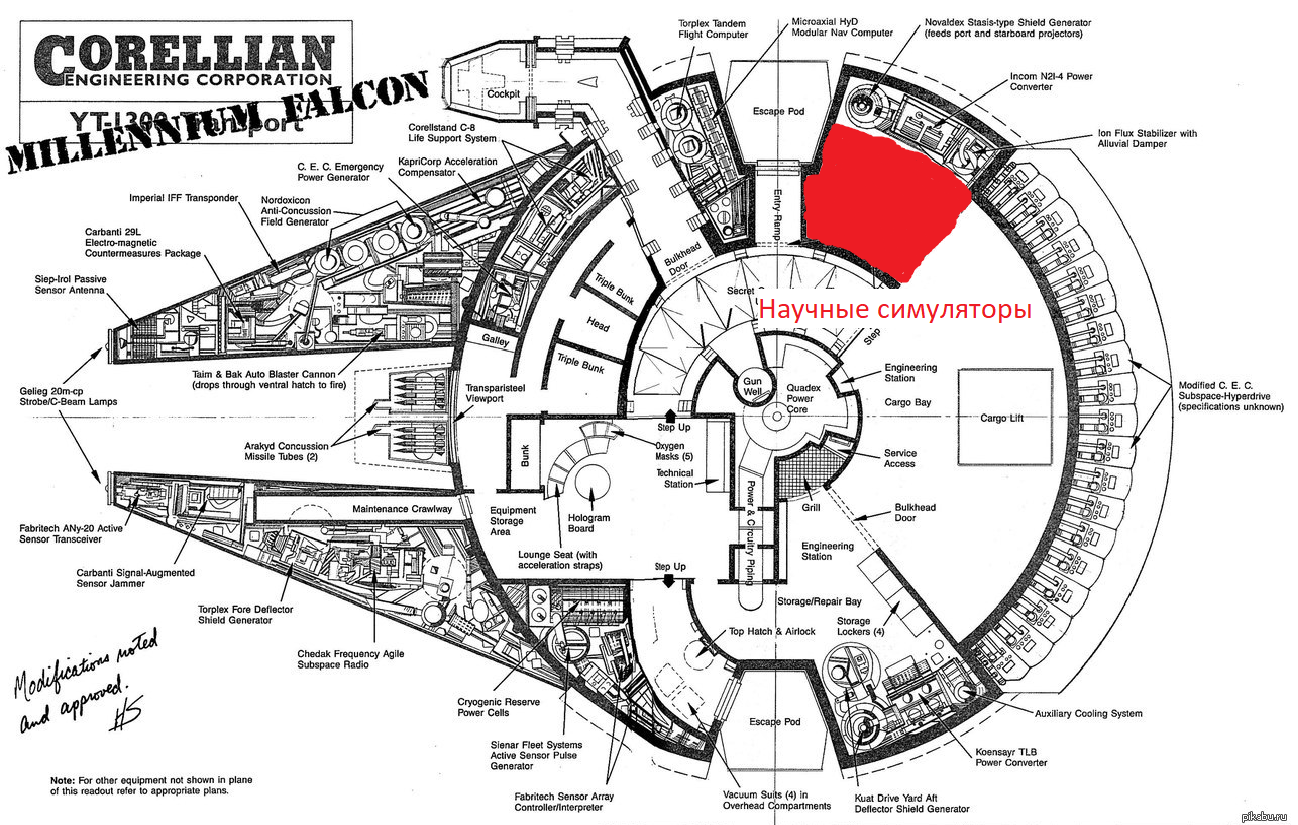 CORELLIAN
ENGINEERING CORPORATION
YT-1300 Transport
MILLENNIUM FALCON
Cockpit
Torplex Tandem
Flight Computer
Microaxial HyD
Modular Nav Computer
Novaldex Stasis-type Shield Generator
(feeds port and starboard projectors)
Incom N2I-4 Power
Converter
Ion Flux Stabilizer with
Alluvial Damper
Escape Pod
Entry Ramp
Corellstand C-8
Life Support System
KapriCorp Acceleration
Compensator
C. E. C. Emergency
Power Generator
Imperial IFF Transponder
Nordoxicon
Anti-Concussion
Field Generator
Carbanti 29L
Electro-magnetic
Countermeasures Package
Siep-Irol Passive
Sensor Antenna
Bulkhead
Door
Triple Bunk
Head
Triple Bunk
Galley
Secret
Научные симуляторы
Step
Taim & Bak Auto Blaster Cannon
(drops through ventral hatch to fire)
Gelieg 20m-cp
Strobe/C-Beam Lamps
Transparisteel
Viewport
Arakyd Concussion
Missile Tubes (2)
Gun
Well
Quadex
Power
Core
Engineering
Station
Cargo Bay
Cargo Lift
Modified C. E. C.
Subspace-Hyperdrive
(specifications unknown)
Step Up
Oxygen
Masks (5)
Technical
Station
Bunk
Service
Access
Grill
Bulkhead
Door
Power & Circuitry Piping
Maintenance Crawlway
Equipment
Storage
Area
Hologram
Board
Lounge Seat (with
acceleration straps)
Engineering
Station
Step Up
Fabritech ANy-20 Active
Sensor Transceiver
Carbanti Signal-Augmented
Sensor Jammer
Torplex Fore Deflector
Shield Generator
Chedak Frequency Agile
Subspace Radio
Storage/Repair Bay
Storage
Lockers (4)
Top Hatch & Airlock
Cryogenic Reserve
Power Cells
Sienar Fleet Systems
Active Sensor Pulse
Generator
Fabritech Sensor Array
Controller/Interpreter
Escape Pod
Vacuum Suits (4) in
Overhead Compartments
Auxiliary Cooling System
Koensayr TLB
Power Converter
Kuat Drive Yard Aft
Deflector Shield Generator
Modifications noted
and approved.
HS
Note: For other equipment not shown in plane
of this readout refer to appropriate plans.
pikabu.ru